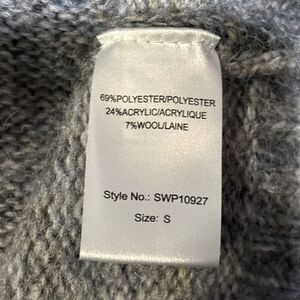 69%POLYESTER/POLYESTER
24%ACRYLIC/ACRYLIQUE
7%WOOL/LAINE
Style No.: SWP10927
Size: S